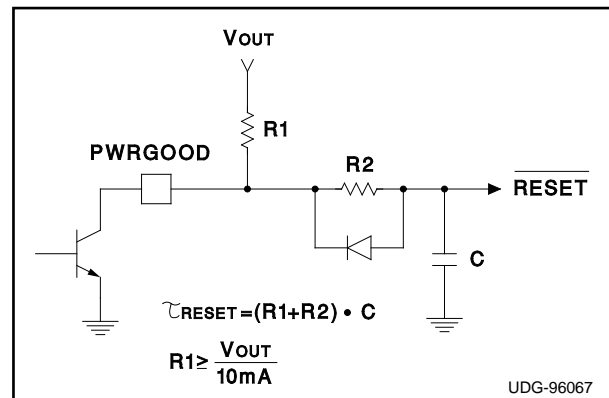 VOUT
R1
PWRGOOD
R2
RESET
C
τRESET=(R1+R2) • C
R1≥ VOUT
10mA
UDG-96067